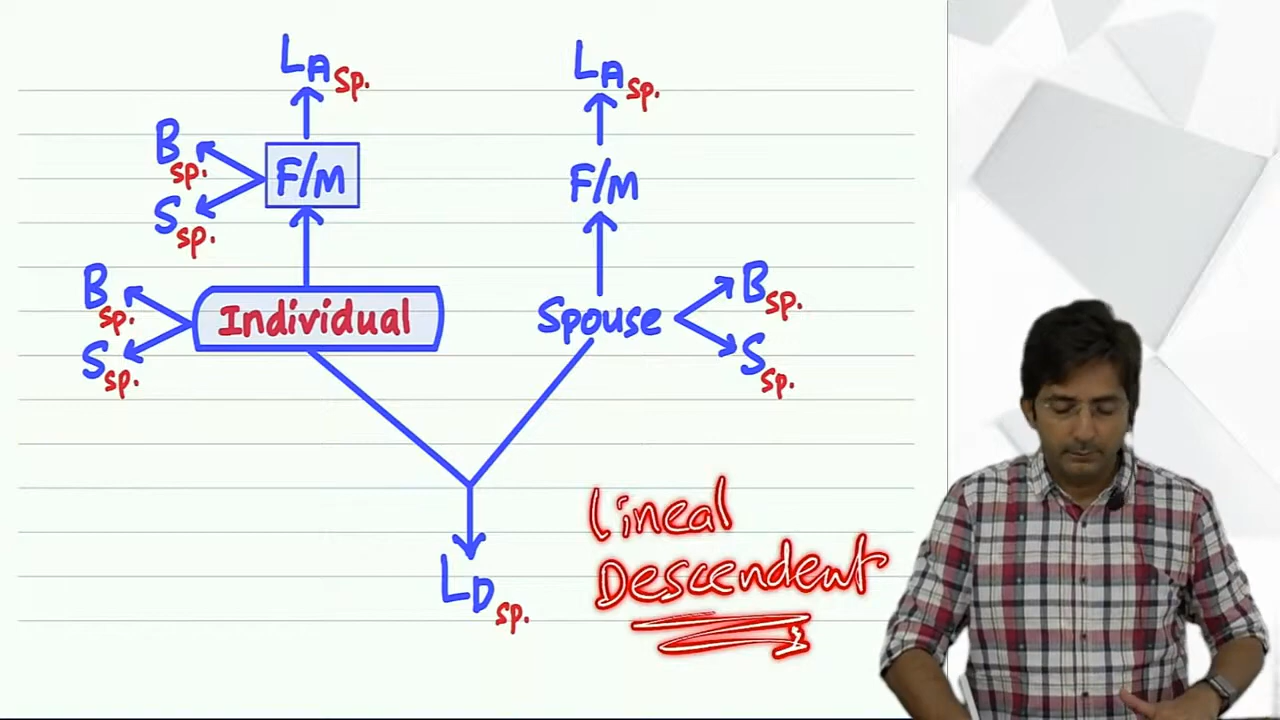 LA sp.
LA sp.
B sp.
F/M
S sp.
F/M
B sp.
Individual
S sp.
Spouse
B sp.
S sp.
LD sp.
Lineal
Descendent